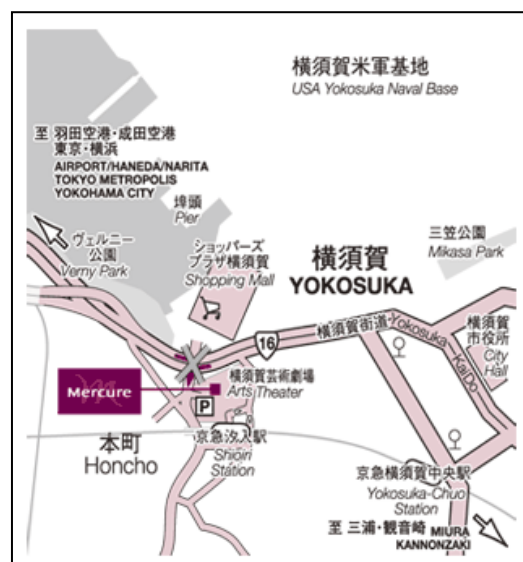 横須賀米軍基地
USA Yokosuka Naval Base
至 羽田空港・成田空港
東京・横浜
AIRPORT/HANEDA/NARITA
TOKYO METROPOLIS
YOKOHAMA CITY
埠頭
Pier
ヴェルニー
公園
Verny Park
ショッパーズ
プラザ横須賀
Shopping Mall
横須賀
YOKOSUKA
三笠公園
Mikasa Park
16
横須賀街道 Yokosuka KaiDo
横須賀
市役所
City
Hall
Mercure
横須賀芸術劇場
Arts Theater
P
本町
Honcho
京急汐入駅
Shioiri
Station
京急横須賀中央駅
Yokosuka-Chuo
Station
至 三浦・観音崎 MIURA
KANNONZAKI